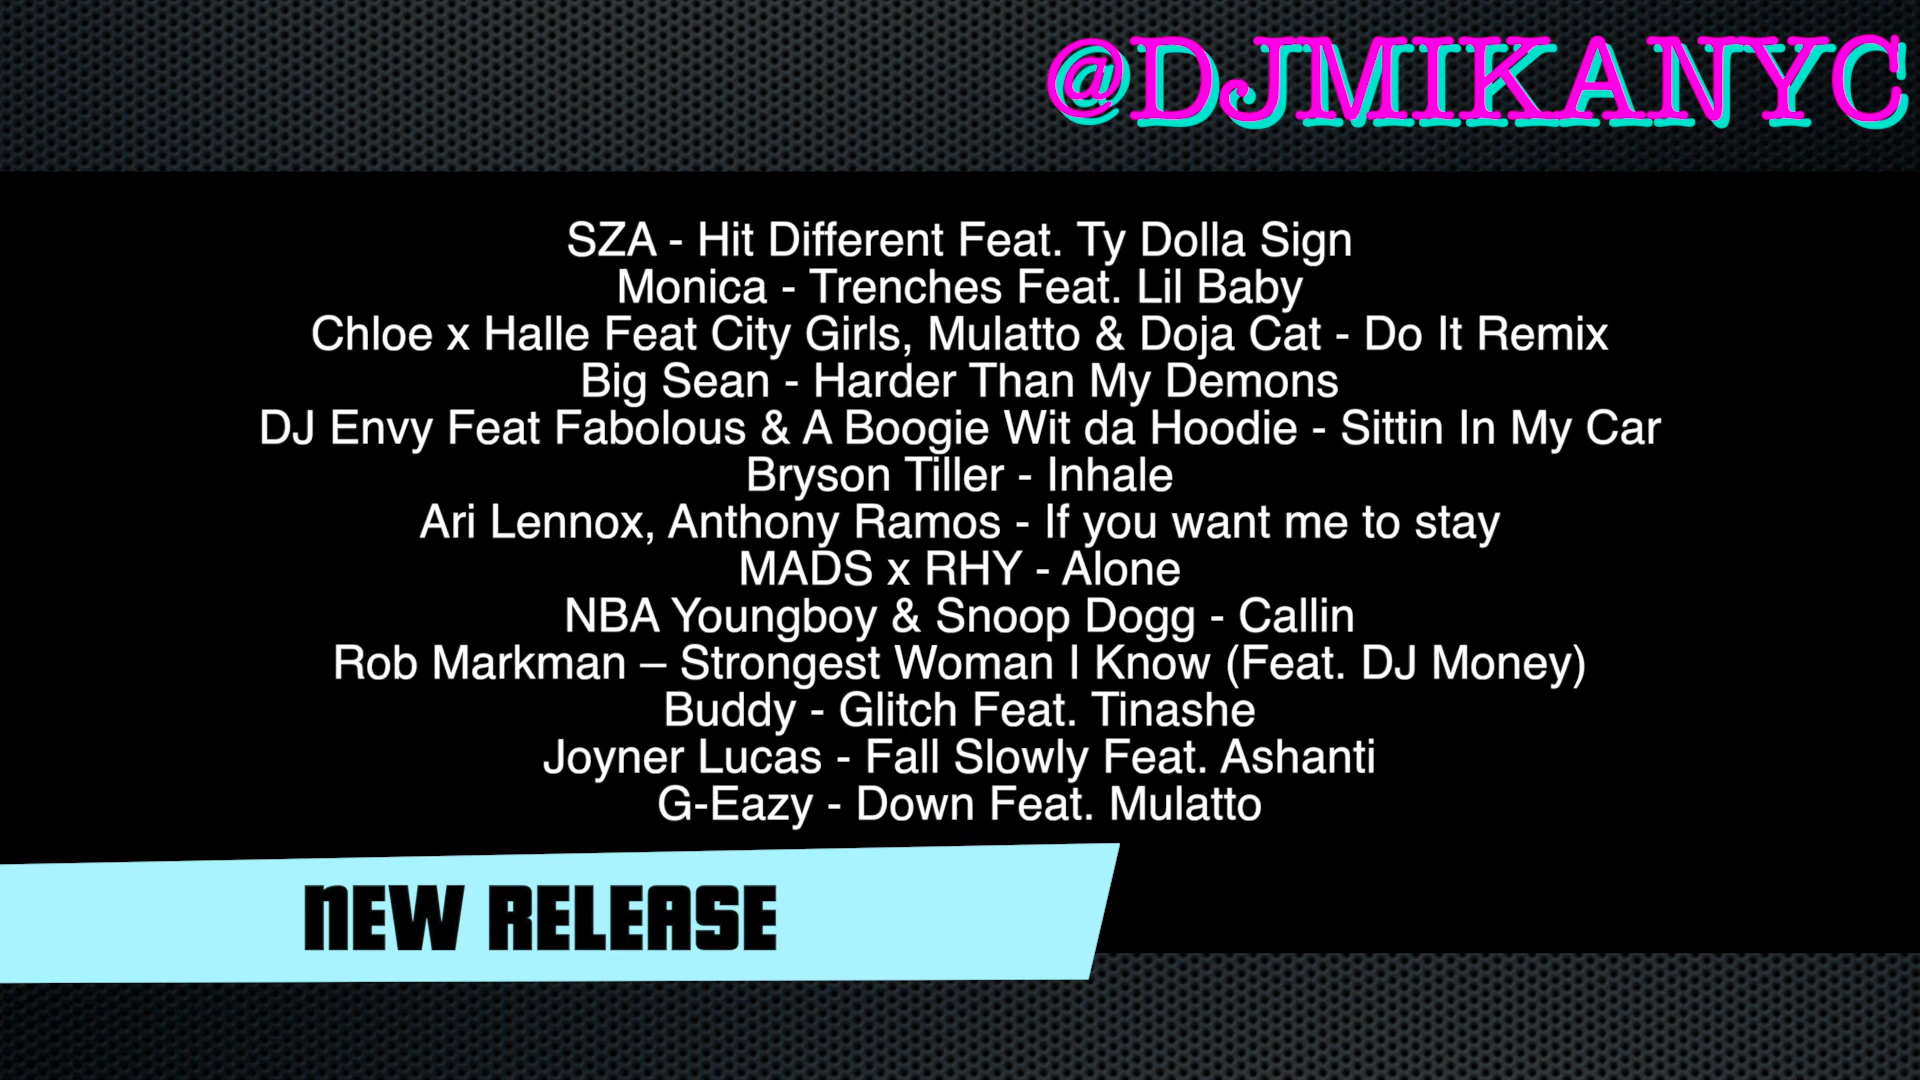 @DJMIKANYC
SZA - Hit Different Feat. Ty Dolla Sign
Monica - Trenches Feat. Lil Baby
Chloe x Halle Feat City Girls, Mulatto & Doja Cat - Do It Remix
Big Sean - Harder Than My Demons
DJ Envy Feat Fabolous & A Boogie Wit da Hoodie - Sittin In My Car
Bryson Tiller - Inhale
Ari Lennox, Anthony Ramos - If you want me to stay
MADS x RHY - Alone
NBA Youngboy & Snoop Dogg - Callin
Rob Markman – Strongest Woman I Know (Feat. DJ Money)
Buddy - Glitch Feat. Tinashe
Joyner Lucas - Fall Slowly Feat. Ashanti
G-Eazy - Down Feat. Mulatto
NEW RELEASE